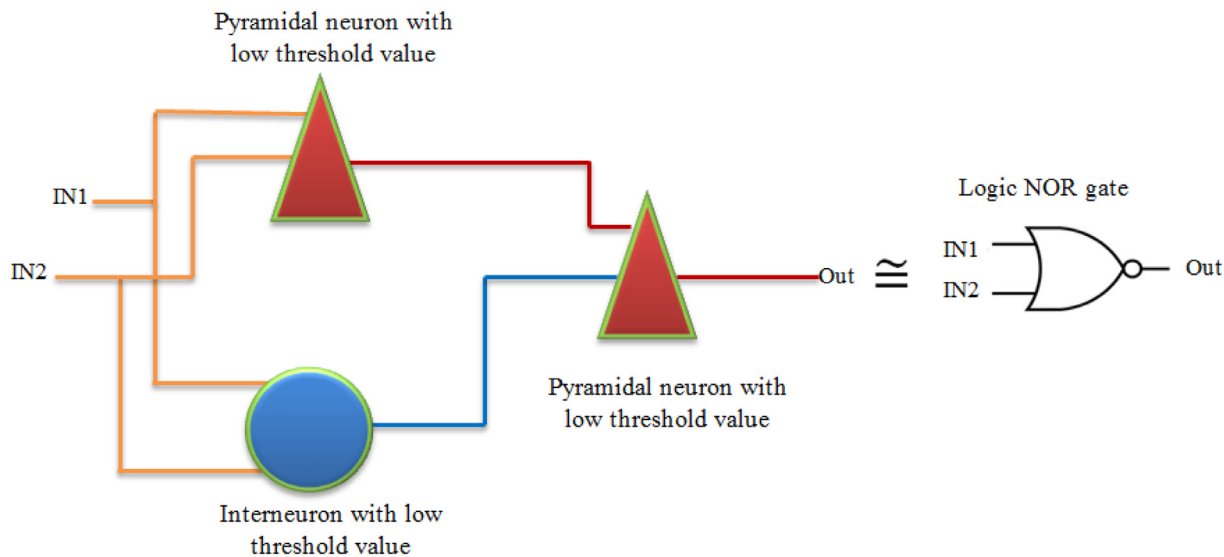 Pyramidal neuron with
low threshold value
IN1
IN2
Interneuron with low
threshold value
Pyramidal neuron with
low threshold value
Out
≅
Logic NOR gate
IN1
IN2
Out